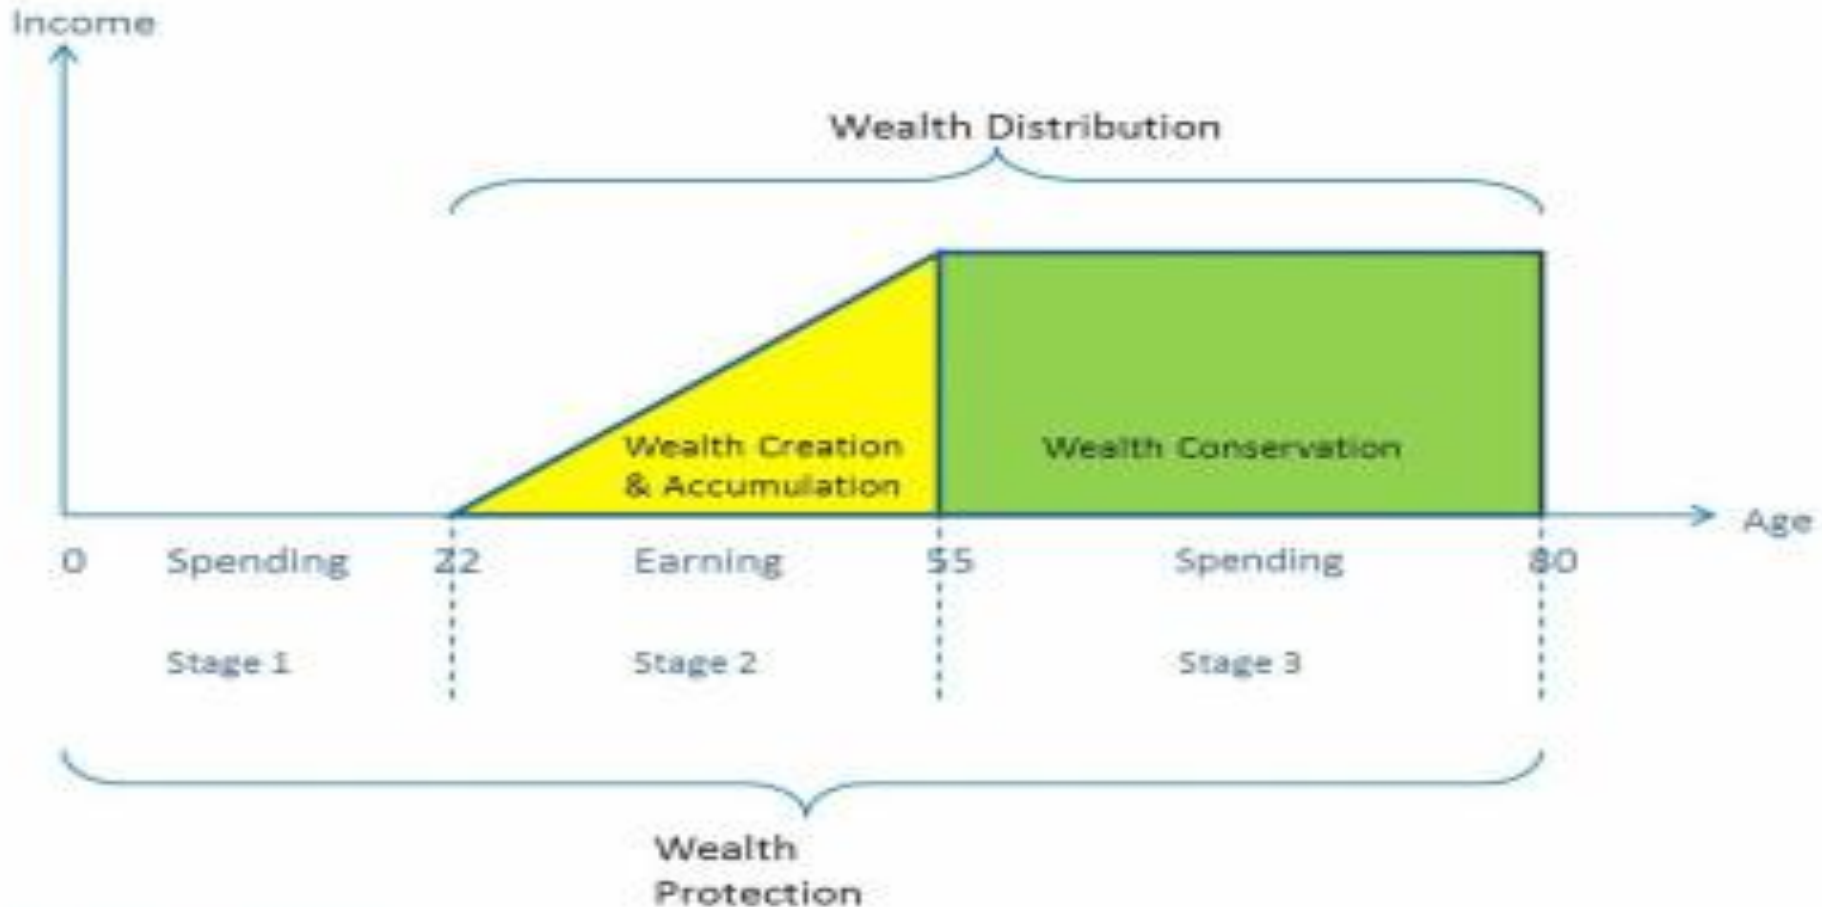 Income
Wealth Distribution
Wealth Creation
& Accumulation
Wealth Conservation
Age
0 Spending 22 Earning 55 Spending 80
Stage 1 Stage 2 Stage 3
Wealth
Protection